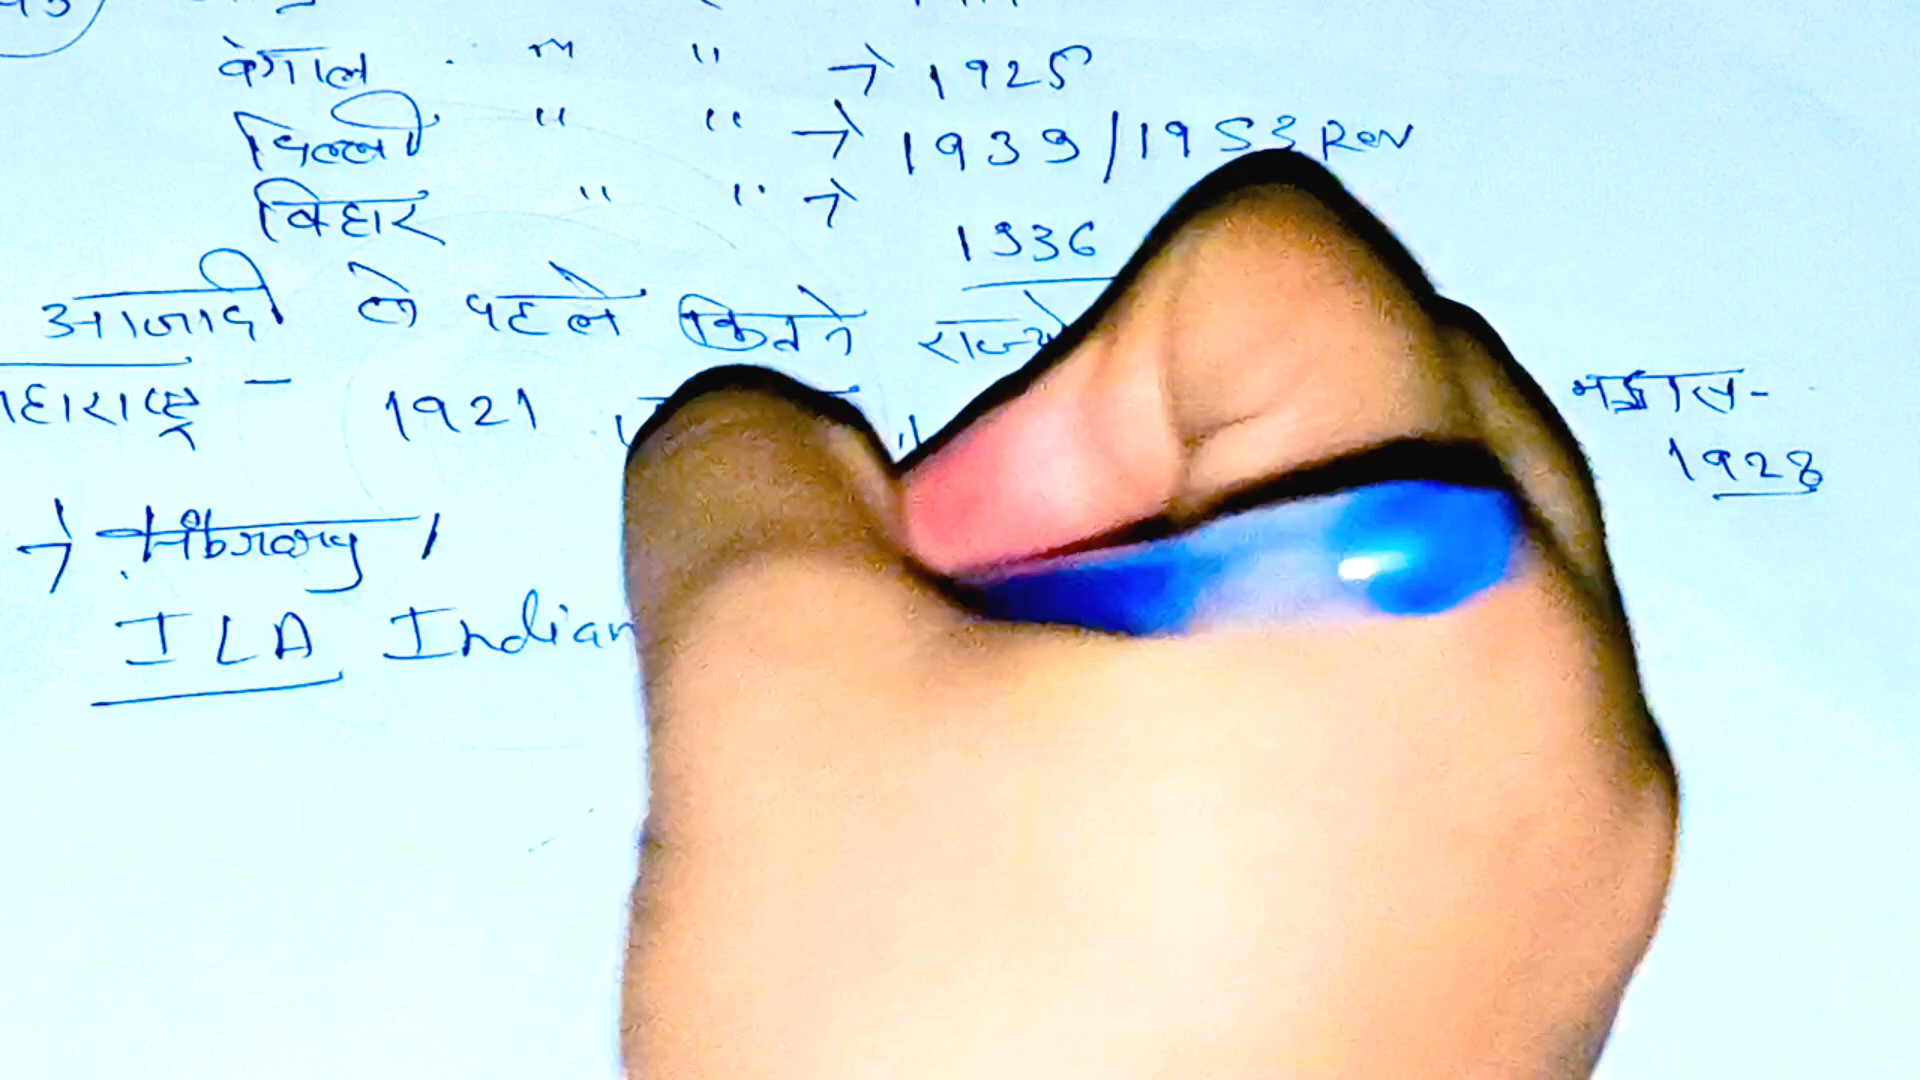 बंगाल " " → 1925
दिल्ली " " → 1939/1953 Rev
बिहार " " → 1936
आजादी से पहले कितने
महाराष्ट्र - 1921
मद्रास -
1928
→ Library
ILA Indian